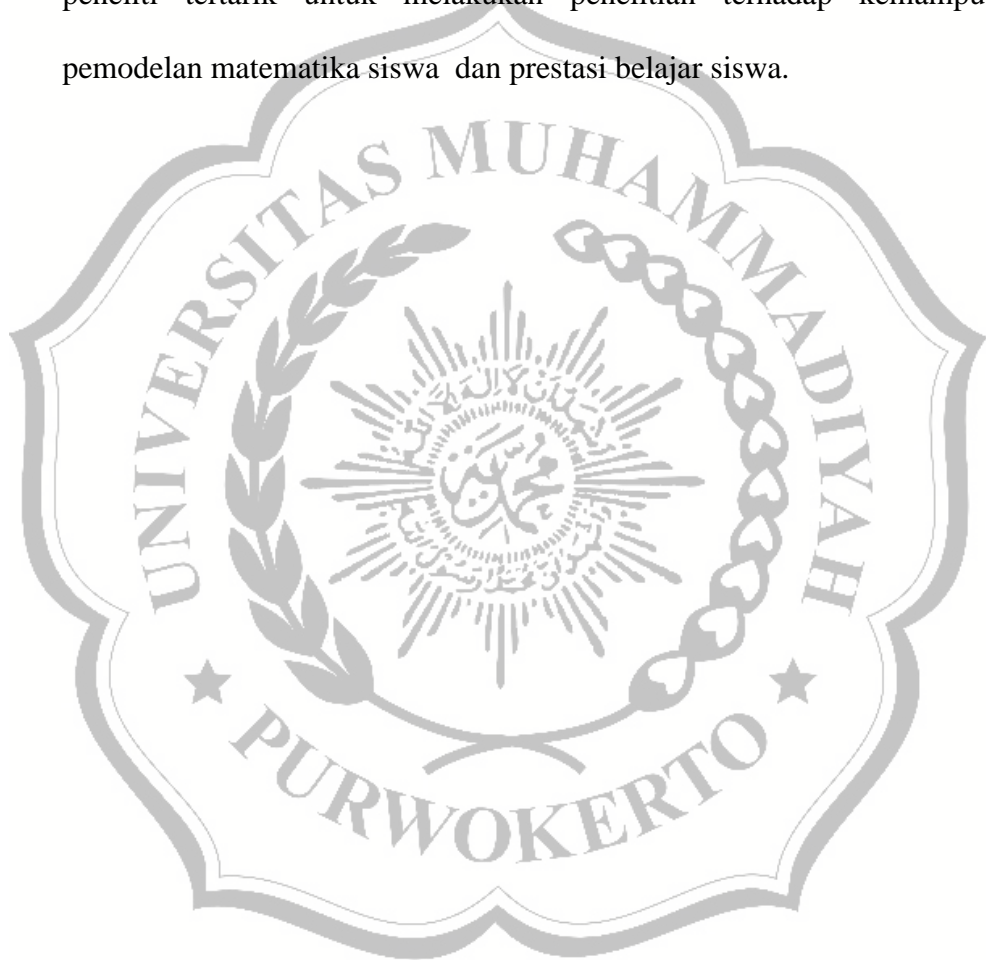 peneliti tertarik untuk melakukan penelitian terhadap kemampu
pemodelan matematika siswa dan prestasi belajar siswa.
UNIVERSITAS MUHAMMADIYAH
PURWOKERTO